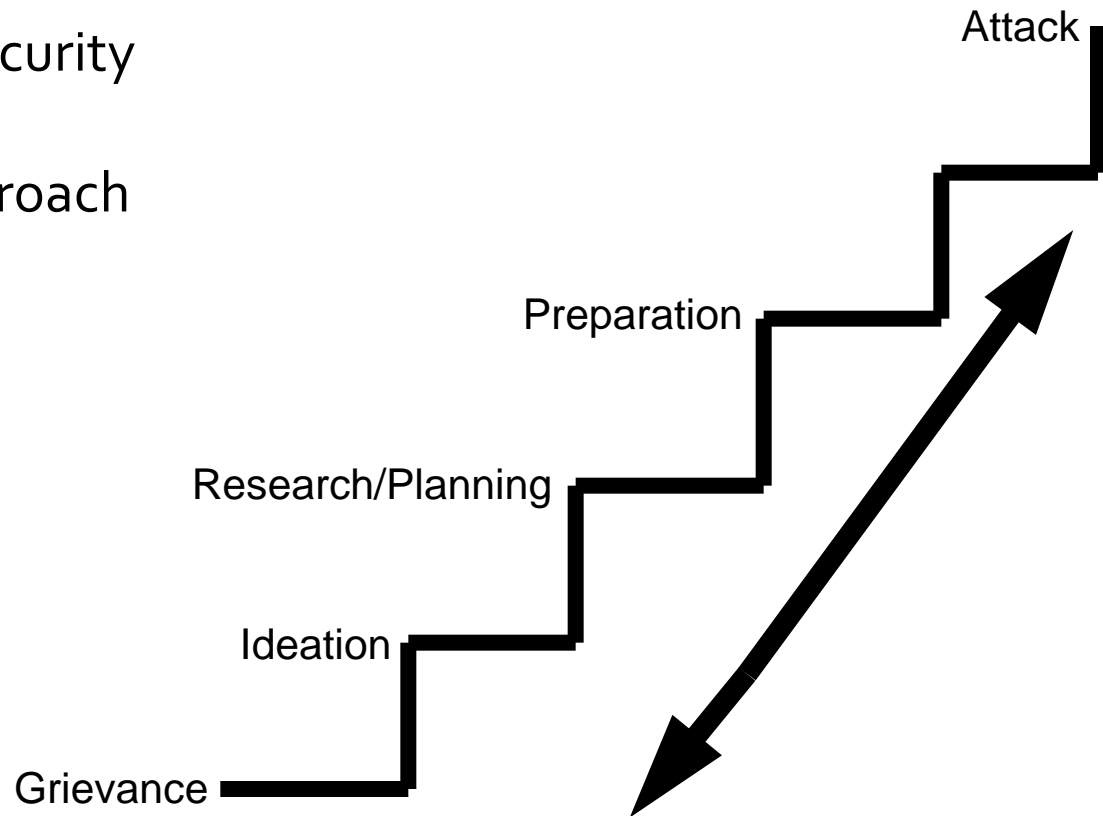 curity
roach
Attack
Preparation
Research/Planning
Ideation
Grievance